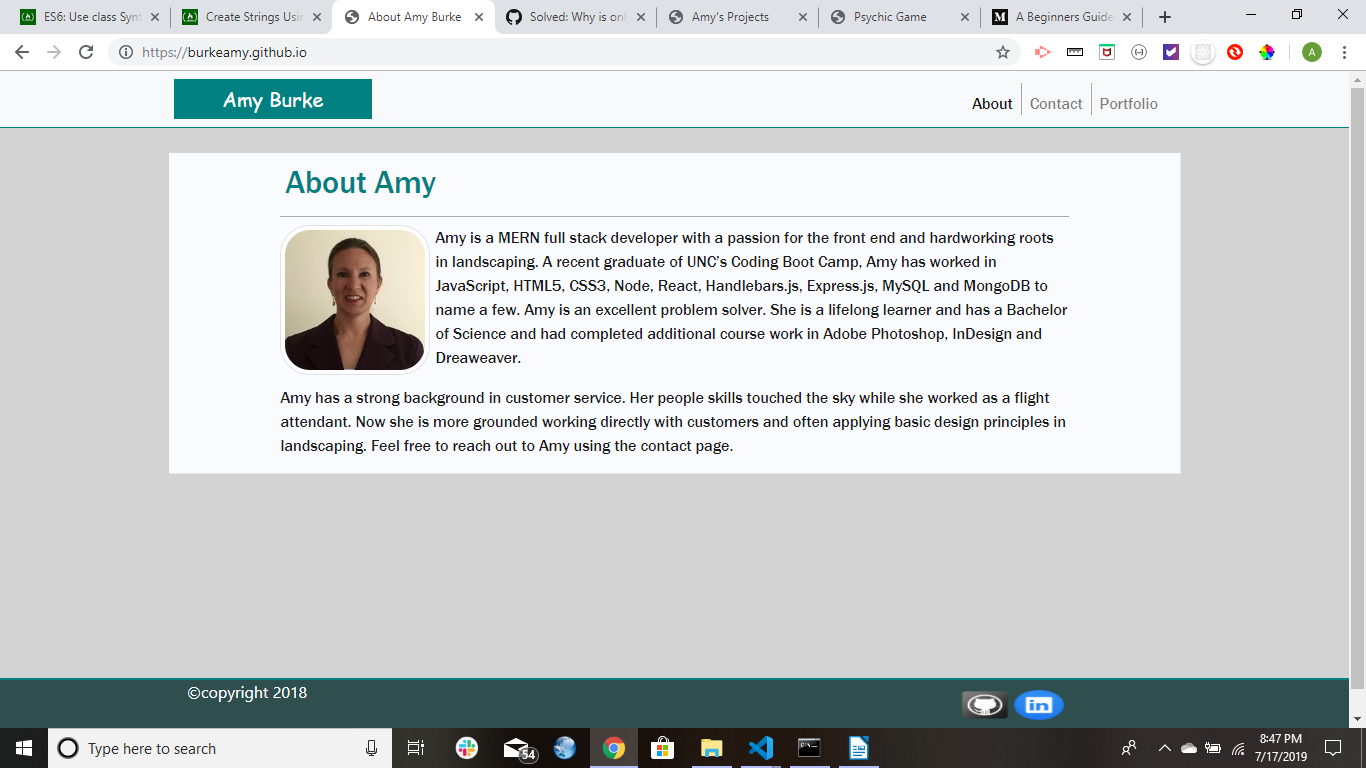 ES6: Use class Synt
Create Strings Usin
About Amy Burke
Solved: Why is onl
Amy's Projects
Psychic Game
A Beginners Guide
https://burkeamy.github.io
A
Amy Burke
About
Contact
Portfolio
About Amy
Amy is a MERN full stack developer with a passion for the front end and hardworking roots
in landscaping. A recent graduate of UNC's Coding Boot Camp, Amy has worked in
JavaScript, HTML5, CSS3, Node, React, Handlebars.js, Express.js, MySQL and MongoDB to
name a few. Amy is an excellent problem solver. She is a lifelong learner and has a Bachelor
of Science and had completed additional course work in Adobe Photoshop, InDesign and
Dreaweaver.
Amy has a strong background in customer service. Her people skills touched the sky while she worked as a flight
attendant. Now she is more grounded working directly with customers and often applying basic design principles in
landscaping. Feel free to reach out to Amy using the contact page.
©copyright 2018
in
Type here to search
54
8:47 PM
7/17/2019